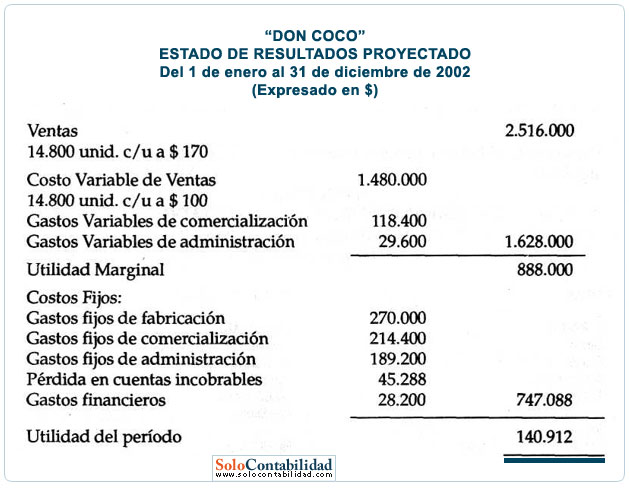 “DON COCO”
ESTADO DE RESULTADOS PROYECTADO
Del 1 de enero al 31 de diciembre de 2002
(Expresado en $)
Ventas 2.516.000
14.800 unid. c/u a $ 170
Costo Variable de Ventas 1.480.000
14.800 unid. c/u a $ 100
Gastos Variables de comercialización 118.400
Gastos Variables de administración 29.600 1.628.000
Utilidad Marginal 888.000
Costos Fijos:
Gastos fijos de fabricación 270.000
Gastos fijos de comercialización 214.400
Gastos fijos de administración 189.200
Pérdida en cuentas incobrables 45.288
Gastos financieros 28.200 747.088
Utilidad del período 140.912
SoloContabilidad
www.solocontabilidad.com